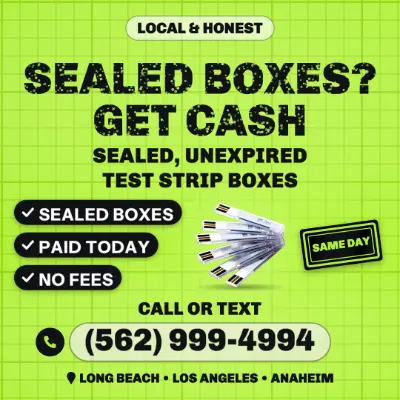 LOCAL & HONEST
SEALED BOXES?
GET CASH
SEALED, UNEXPIRED
TEST STRIP BOXES
SEALED BOXES
PAID TODAY
NO FEES
SAME DAY
CALL OR TEXT
(562) 999-4994
LONG BEACH • LOS ANGELES • ANAHEIM